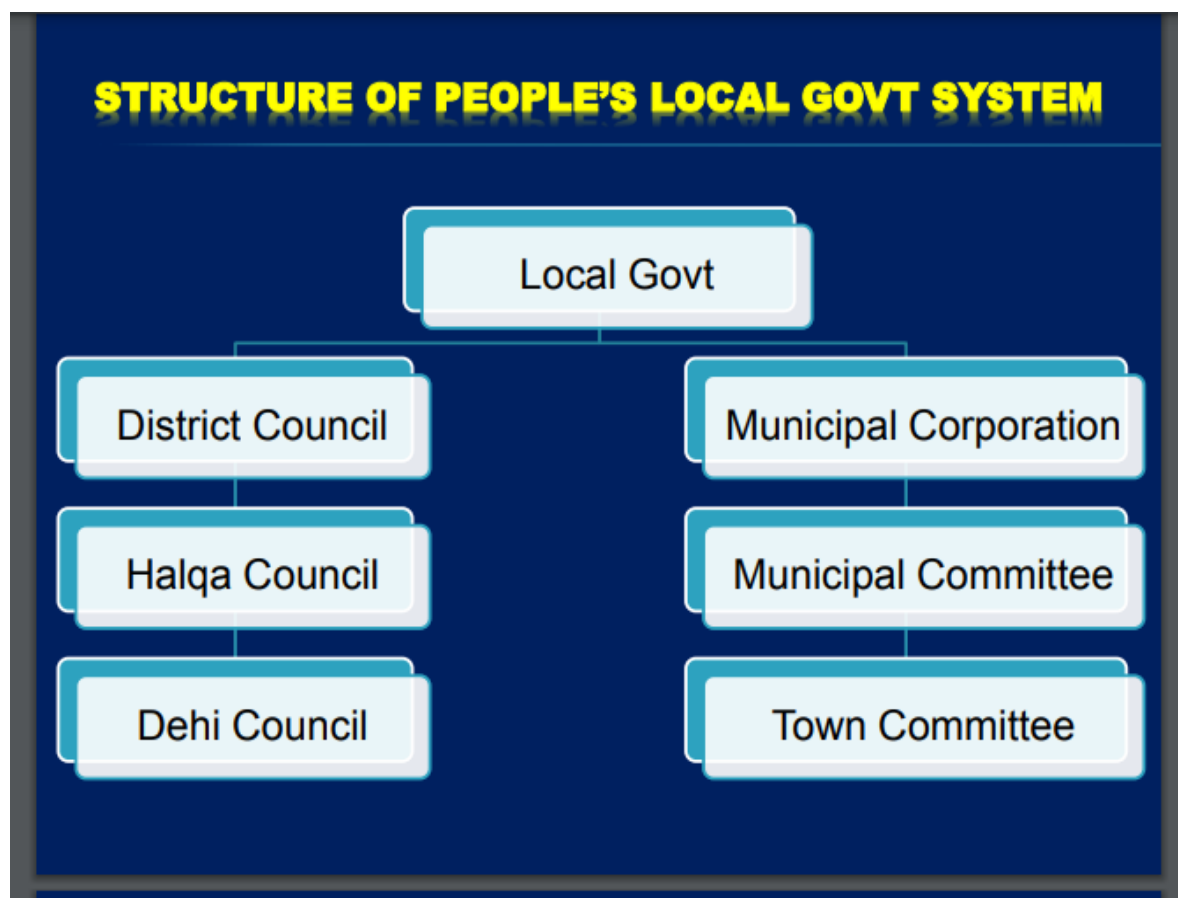 STRUCTURE OF PEOPLE'S LOCAL GOVT SYSTEM
Local Govt
District Council
Municipal Corporation
Halqa Council
Municipal Committee
Dehi Council
Town Committee